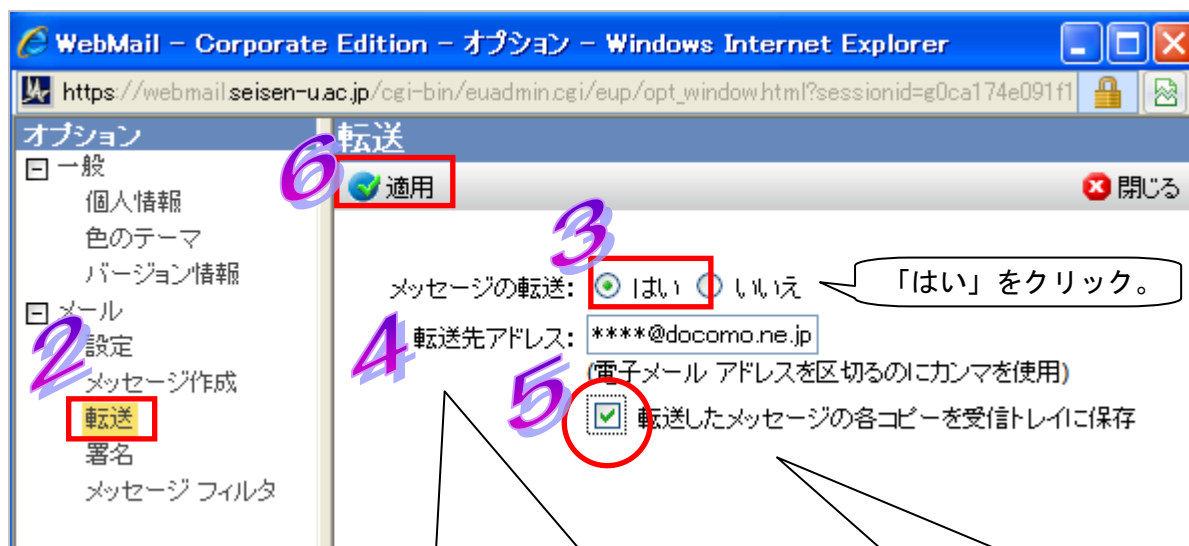 WebMail - Corporate Edition - オプション - Windows Internet Explorer
https://webmail.seisen-u.ac.jp/cgi-bin/euadmin.cgi/eup/opt_window.html?sessionid=g0ca174e091f1
オプション
転送
一般
6
適用
閉じる
個人情報
色のテーマ
バージョン情報
3
メッセージの転送:
はい
いいえ
「はい」をクリック。
メール
2
設定
4
転送先アドレス:
****@docomo.ne.jp
(電子メール アドレスを区切るのにカンマを使用)
メッセージ作成
5
転送したメッセージの各コピーを受信トレイに保存
転送
署名
メッセージ フィルタ